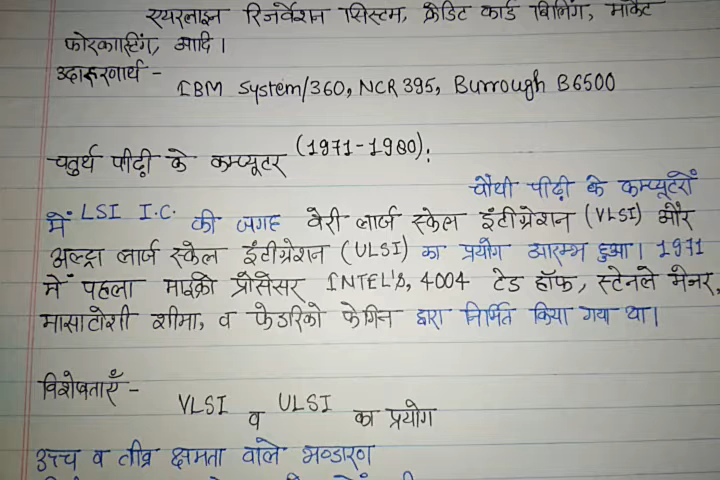 एयरलाइन रिजर्वेशन सिस्टम, क्रेडिट कार्ड बिलिंग, मार्केट
फोरकास्टिंग, आदि।
उदाहरणार्थ -
IBM System/360, NCR 395, Burrough B6500
चतुर्थ पीढ़ी के कम्प्यूटर (1971-1980):
चौथी पीढ़ी के कम्प्यूटरों
में LSI I.C. की जगह वेरी लार्ज स्केल इंटीग्रेशन (VLSI) और
अल्ट्रा लार्ज स्केल इंटीग्रेशन (ULSI) का प्रयोग आरम्भ हुआ। 1971
में पहला माइक्रो प्रोसेसर INTEL'S, 4004 टेड हॉफ, स्टेनले मेजर,
मासाटोशी शीमा, व फेडरिको फेगिन द्वारा निर्मित किया गया था।
विशेषताएँ -
VLSI व ULSI का प्रयोग
उच्च व तीव्र क्षमता वाले भण्डारण